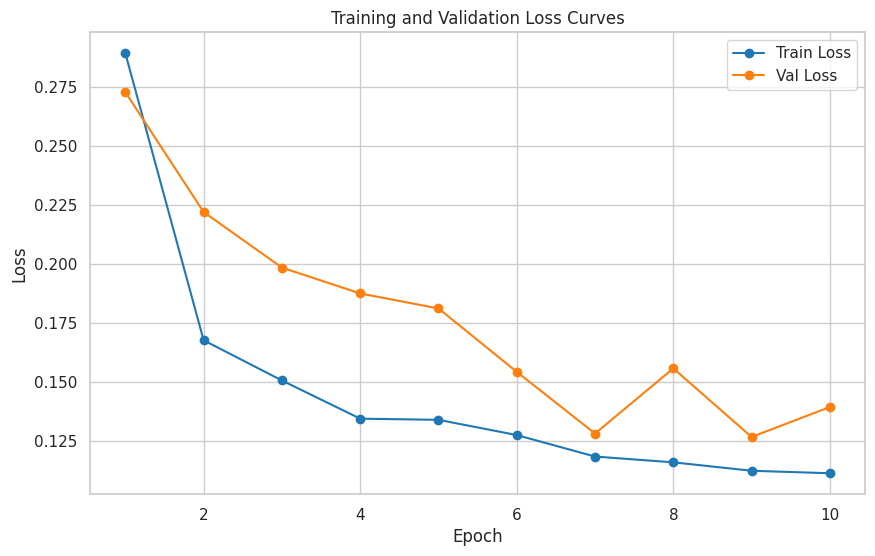 Training and Validation Loss Curves
Train Loss
Val Loss
0.275
0.250
0.225
0.200
0.175
0.150
0.125
Loss
2
4
6
8
10
Epoch